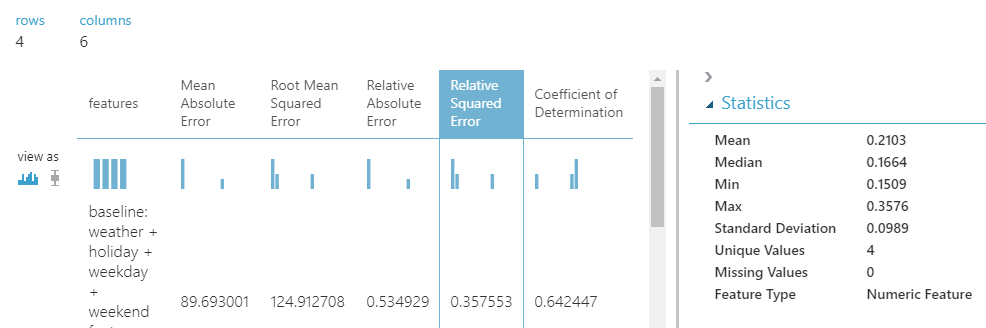 rows
columns
4
6
features
Mean
Absolute
Error
Root Mean
Squared
Error
Relative
Absolute
Error
Relative
Squared
Error
Coefficient of
Determination
view as
baseline:
weather +
holiday +
weekday
+
weekend
89.693001
124.912708
0.534929
0.357553
0.642447
Statistics
Mean 0.2103
Median 0.1664
Min 0.1509
Max 0.3576
Standard Deviation 0.0989
Unique Values 4
Missing Values 0
Feature Type Numeric Feature